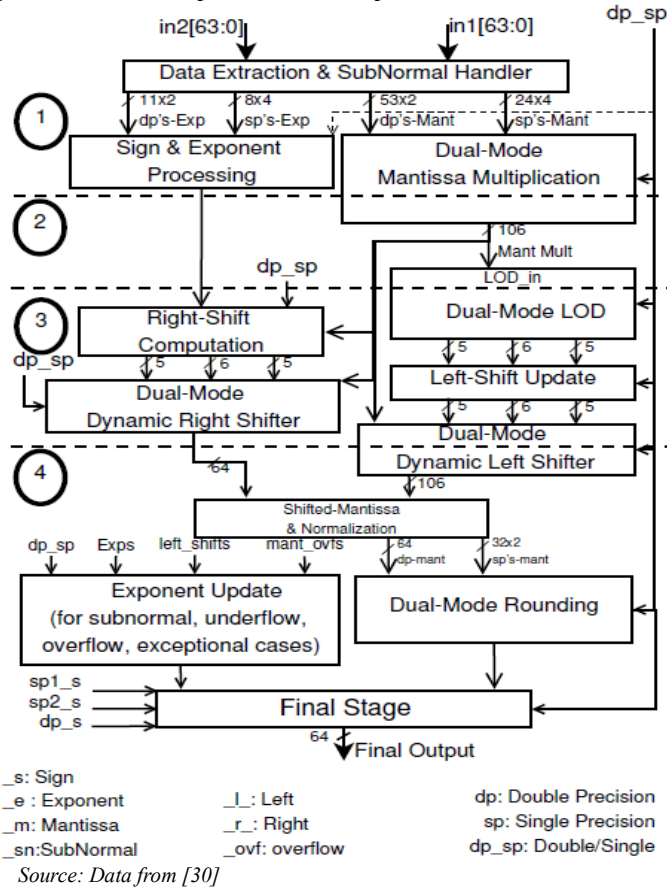 dp_sp
in2[63:0] in1[63:0]
Data Extraction & SubNormal Handler
11x2 8x4 53x2 24x4
dp's-Exp sp's-Exp dp's-Mant sp's-Mant
1
Sign & Exponent
Processing
Dual-Mode
Mantissa Multiplication
2
106
Mant Mult
dp_sp
LOD_in
3
Dual-Mode LOD
Right-Shift
Computation
5 6 5
dp_sp
5 6 5
Left-Shift Update
Dual-Mode
Dynamic Right Shifter
5 6 5
Dual-Mode
Dynamic Left Shifter
4
64
106
Shifted-Mantissa
& Normalization
dp_sp Exps left_shifts mant_ovfs
64 32x2
dp-mant sp's-mant
Exponent Update
(for subnormal, underflow,
overflow, exceptional cases)
Dual-Mode Rounding
sp1_s
sp2_s
dp_s
Final Stage
64
Final Output
_s: Sign
_e : Exponent _l_: Left dp: Double Precision
_m: Mantissa _r_: Right sp: Single Precision
_sn:SubNormal _ovf: overflow dp_sp: Double/Single
Source: Data from [30]